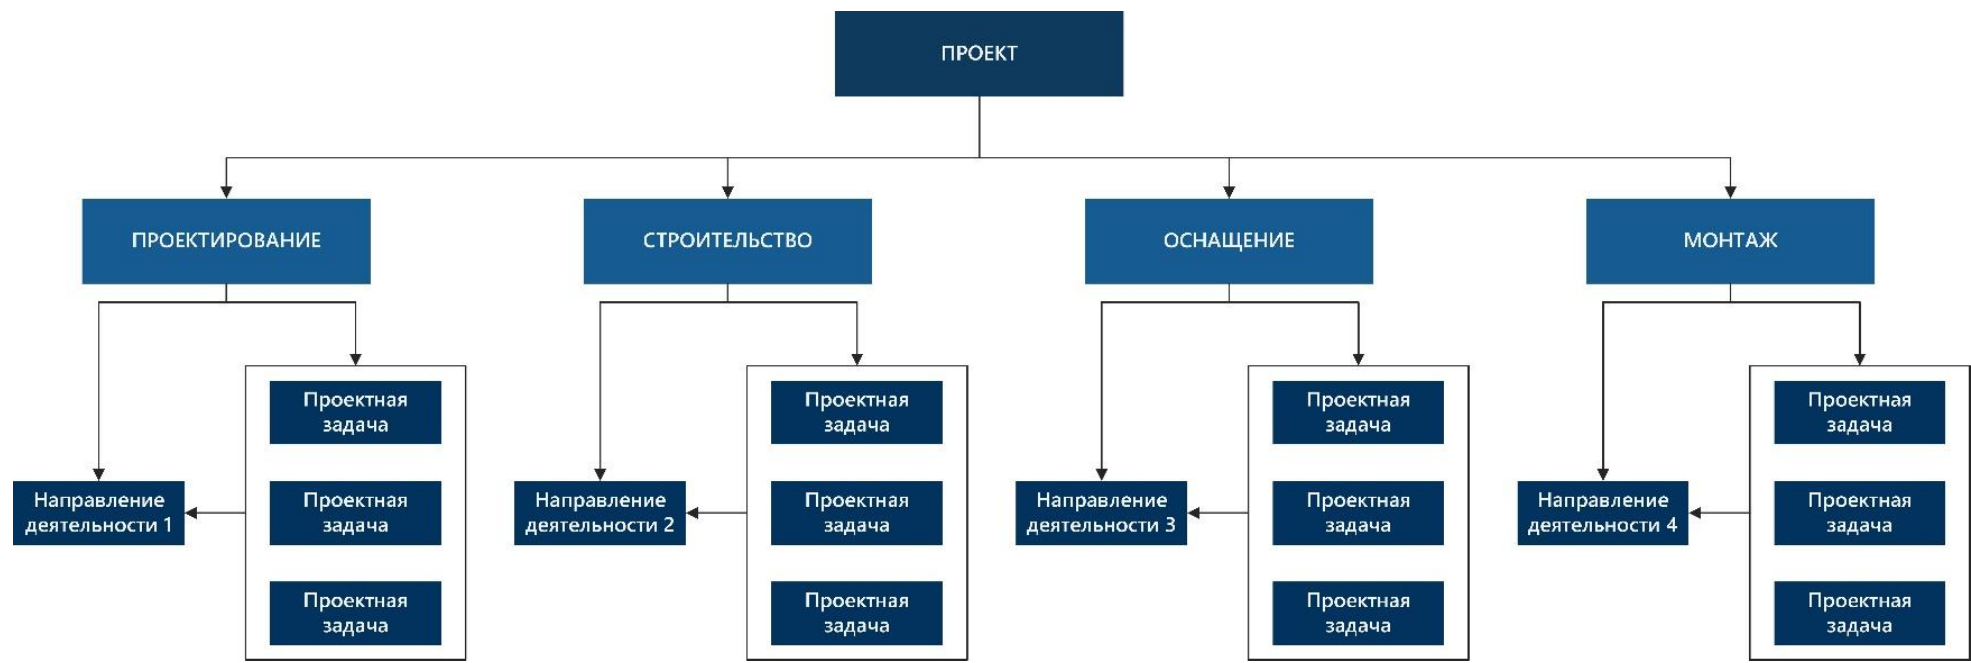 ПРОЕКТ
ПРОЕКТИРОВАНИЕ
СТРОИТЕЛЬСТВО
ОСНАЩЕНИЕ
МОНТАЖ
Проектная
задача
Направление
деятельности 1
Проектная
задача
Проектная
задача
Проектная
задача
Направление
деятельности 2
Проектная
задача
Проектная
задача
Проектная
задача
Направление
деятельности 3
Проектная
задача
Проектная
задача
Проектная
задача
Направление
деятельности 4
Проектная
задача
Проектная
задача